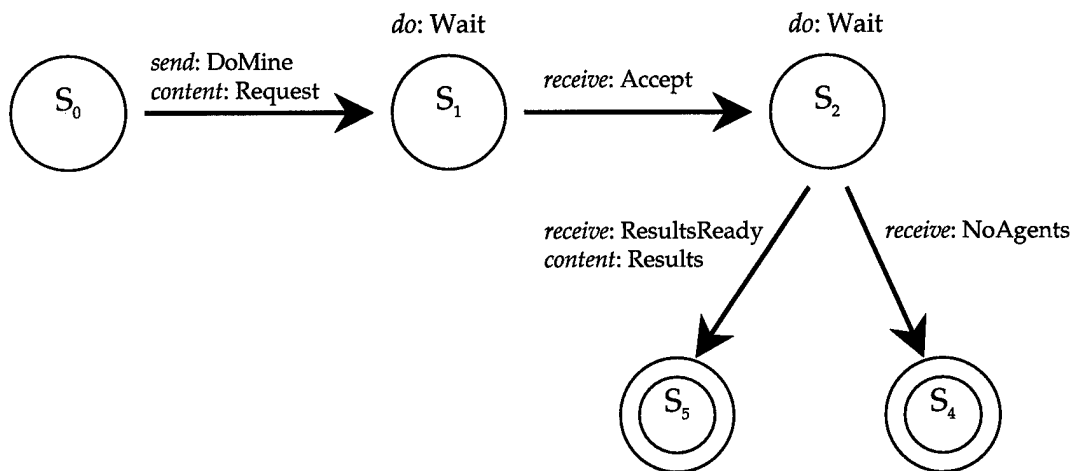 do: Wait
do: Wait
send: DoMine
content: Request
receive: Accept
S₀
S₁
S₂
receive: ResultsReady
content: Results
receive: NoAgents
S₅
S₄